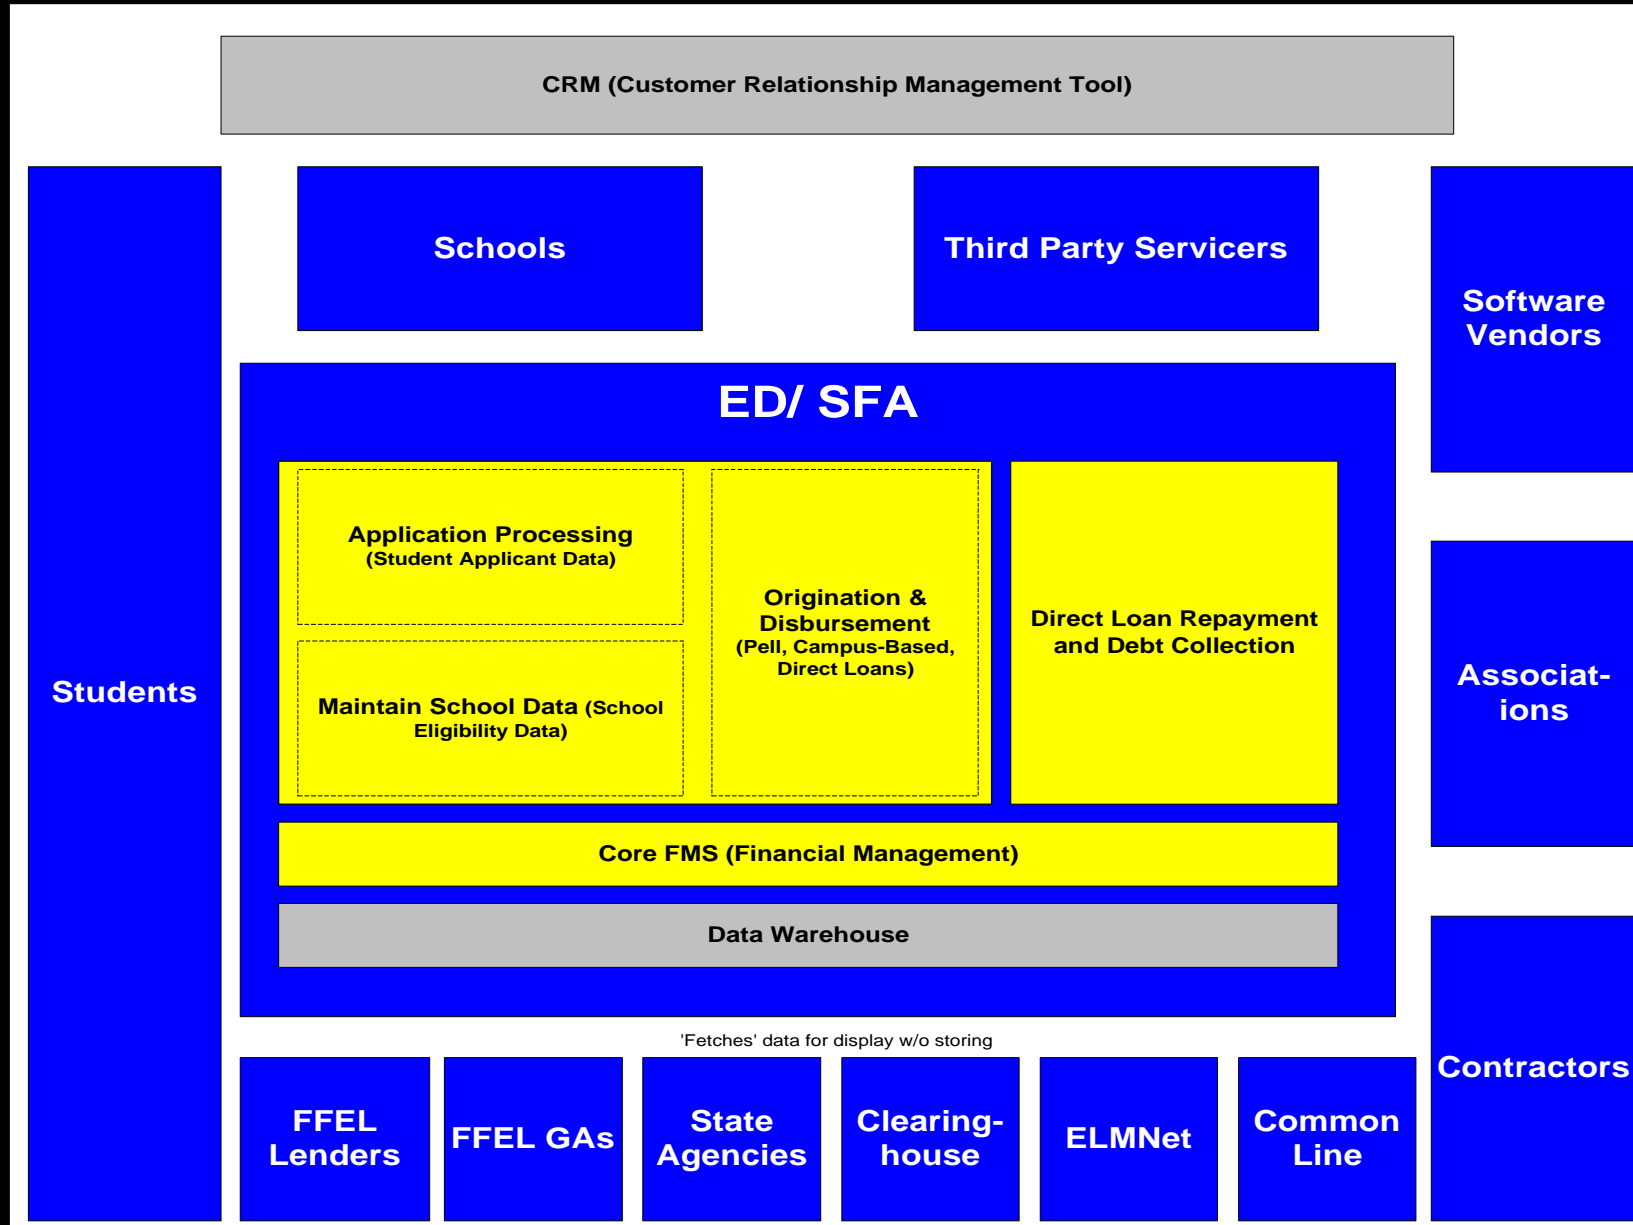 CRM (Customer Relationship Management Tool)
Schools
Third Party Servicers
Software
Vendors
ED/ SFA
Application Processing
(Student Applicant Data)
Origination &
Disbursement
(Pell, Campus-Based,
Direct Loans)
Direct Loan Repayment
and Debt Collection
Students
Maintain School Data (School
Eligibility Data)
Associat-
ions
Core FMS (Financial Management)
Data Warehouse
'Fetches' data for display w/o storing
Contractors
FFEL
Lenders
FFEL GAs
State
Agencies
Clearing-
house
ELMNet
Common
Line